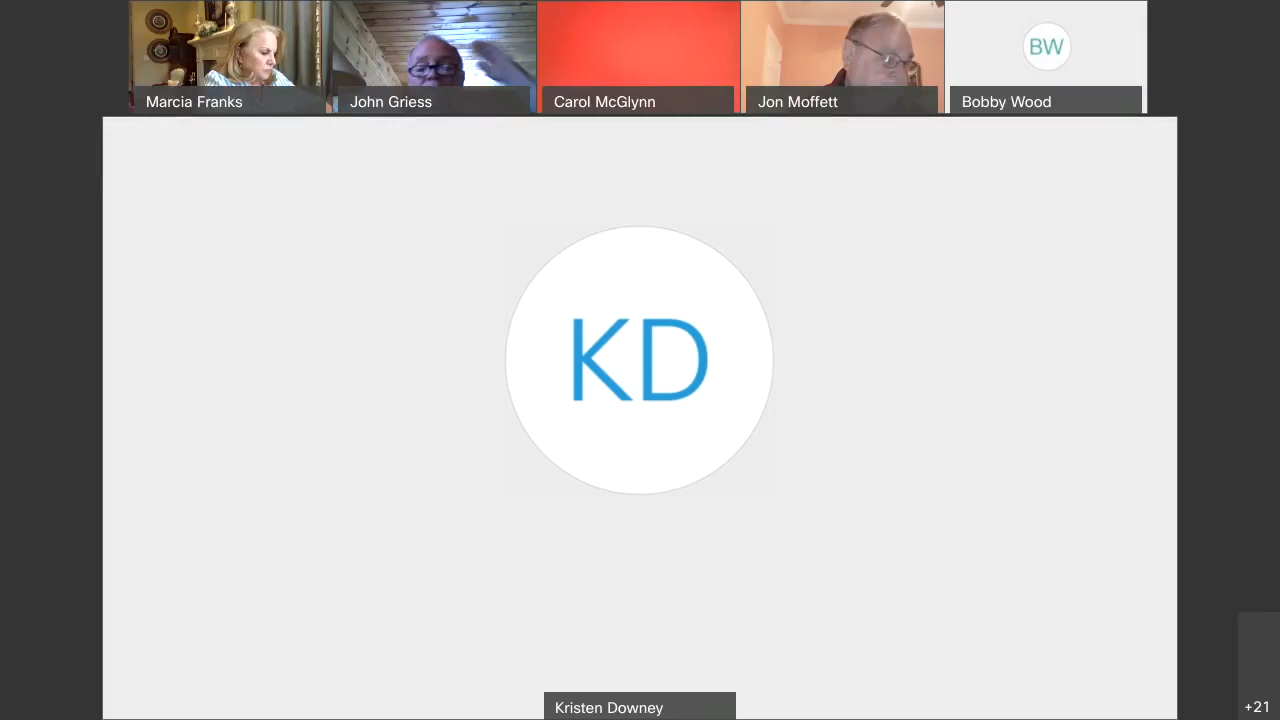 BW
Marcia Franks
John Griess
Carol McGlynn
Jon Moffett
Bobby Wood
KD
Kristen Downey
+21